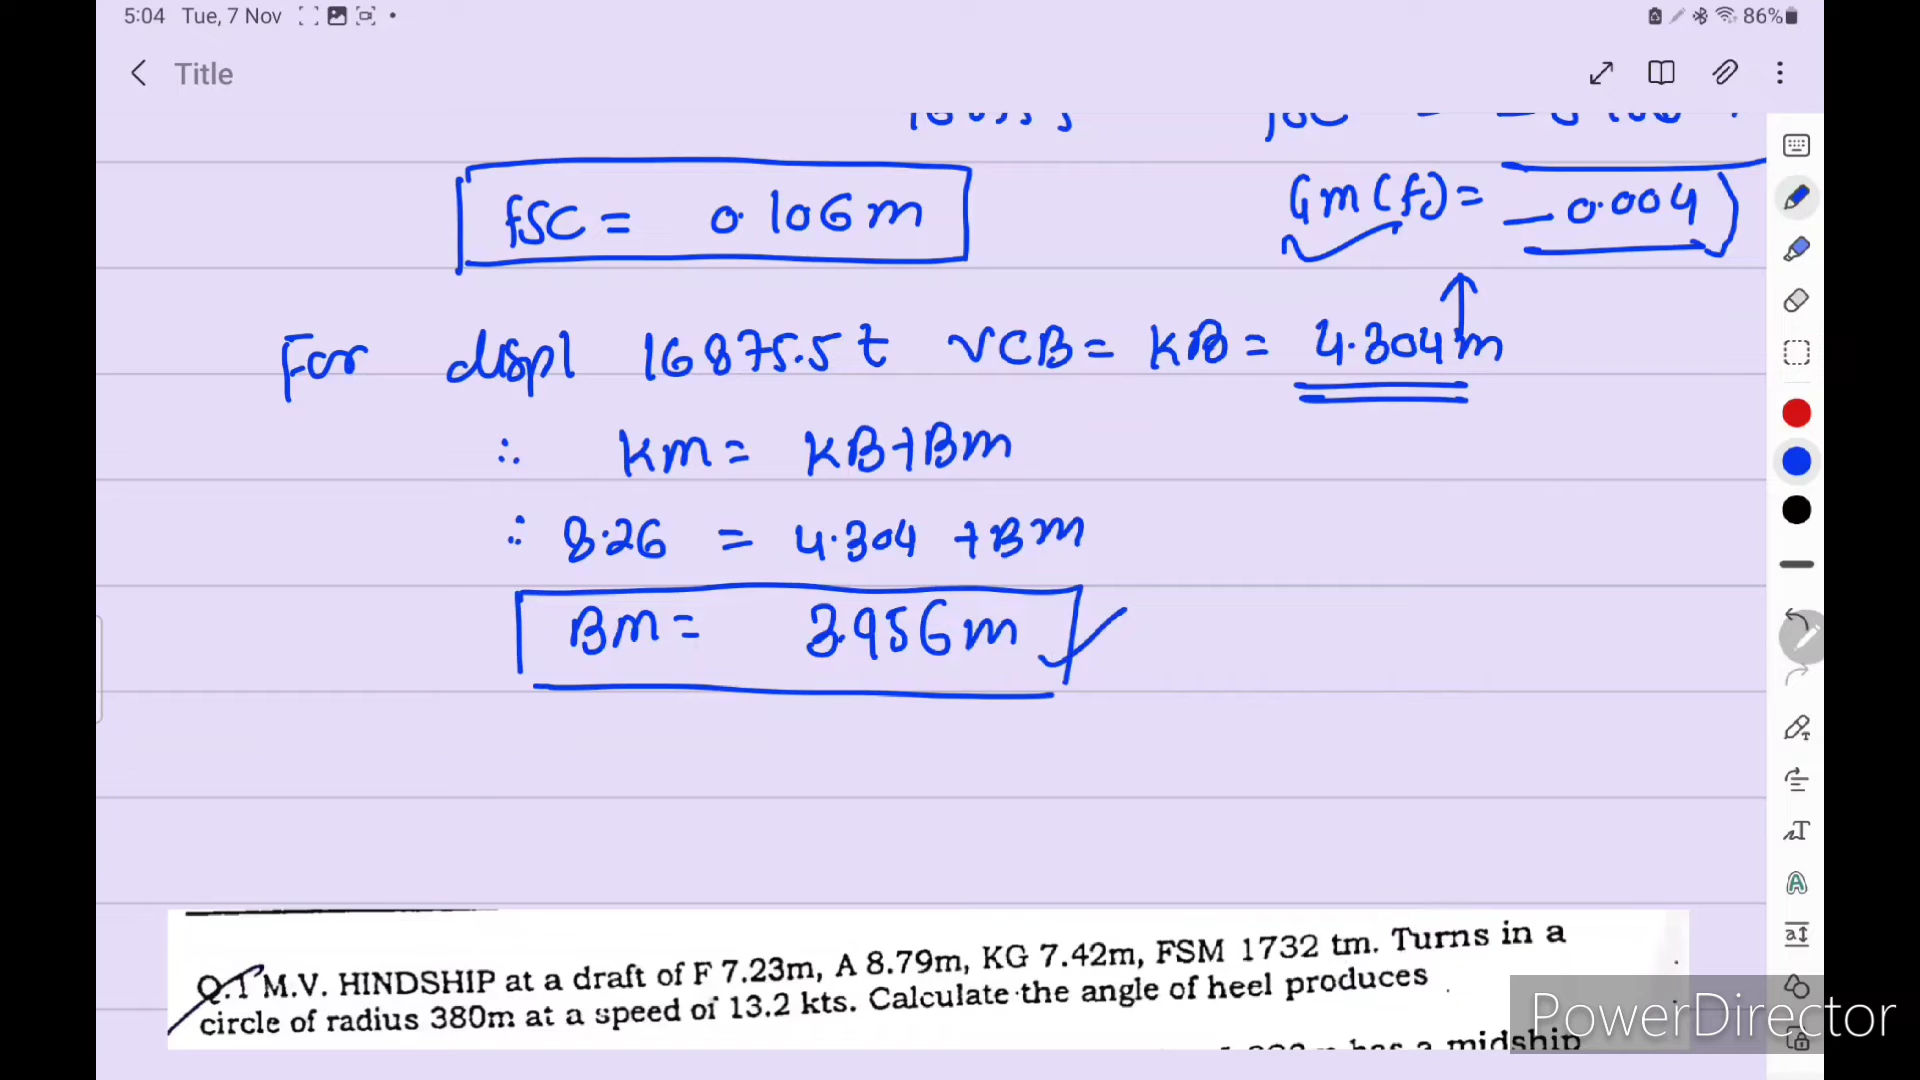 5:04 Tue, 7 Nov
86%
Title
fSC = 0.106m
Gm(f) = -0.004
For displ 16875.5 t VCB = KB = 4.304m
∴ KM = KB+BM
∴ 8.26 = 4.304 + BM
BM = 3.956m
Q.1 M.V. HINDSHIP at a draft of F 7.23m, A 8.79m, KG 7.42m, FSM 1732 tm. Turns in a
circle of radius 380m at a speed of 13.2 kts. Calculate the angle of heel produces
has a midship
PowerDirector